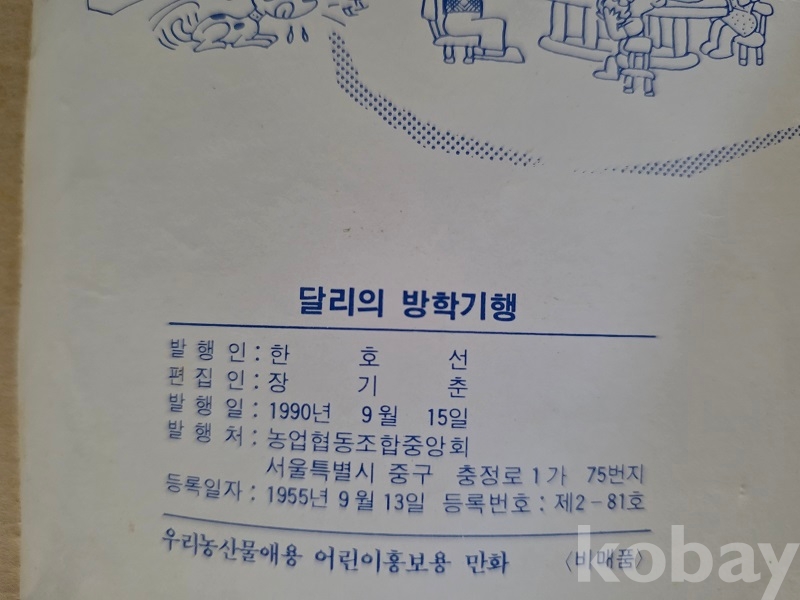 달리의 방학기행
발행인 : 한 호 선
편집인 : 장 기 춘
발행일 : 1990년 9월 15일
발행처 : 농업협동조합중앙회
서울특별시 중구 충정로1가 75번지
등록일자 : 1955년 9월 13일 등록번호 : 제2-81호
우리농산물애용 어린이홍보용 만화 〈비매품〉
kobay